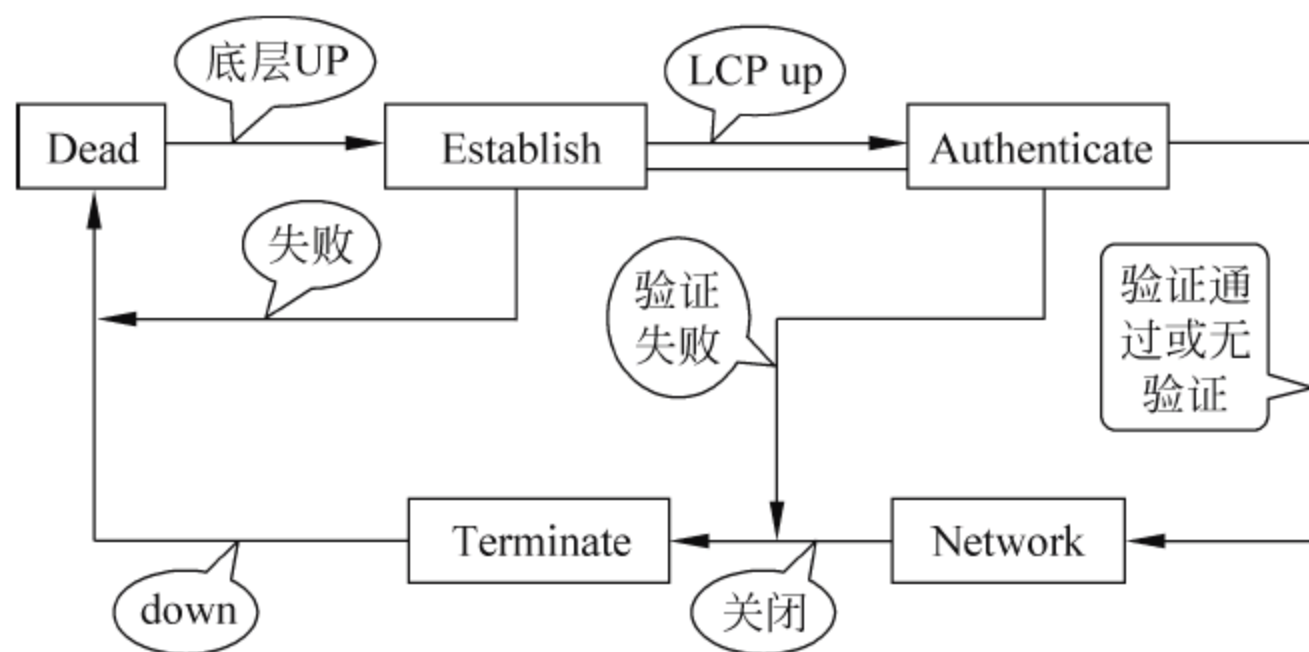 底层UP
LCP up
Dead
Establish
Authenticate
失败
验证
失败
验证通
过或无
验证
Terminate
Network
down
关闭